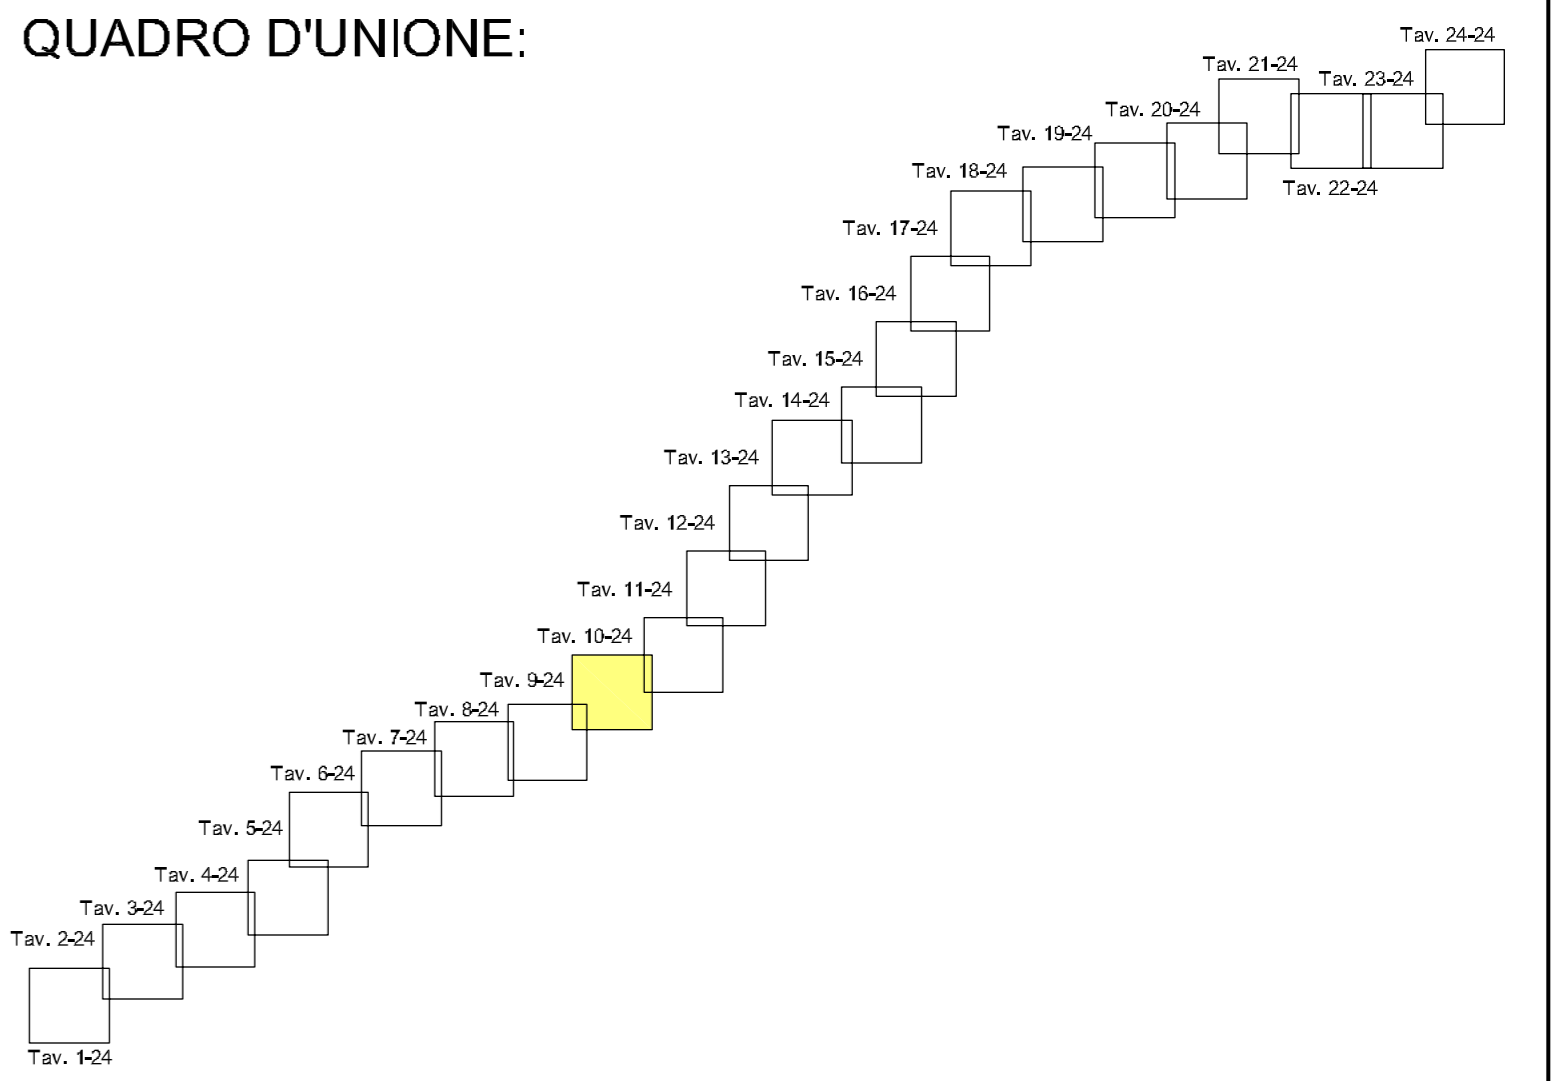 QUADRO D'UNIONE:
Tav. 24-24
Tav. 21-24
Tav. 23-24
Tav. 20-24
Tav. 19-24
Tav. 18-24
Tav. 22-24
Tav. 17-24
Tav. 16-24
Tav. 15-24
Tav. 14-24
Tav. 13-24
Tav. 12-24
Tav. 11-24
Tav. 10-24
Tav. 9-24
Tav. 8-24
Tav. 7-24
Tav. 6-24
Tav. 5-24
Tav. 4-24
Tav. 3-24
Tav. 2-24
Tav. 1-24